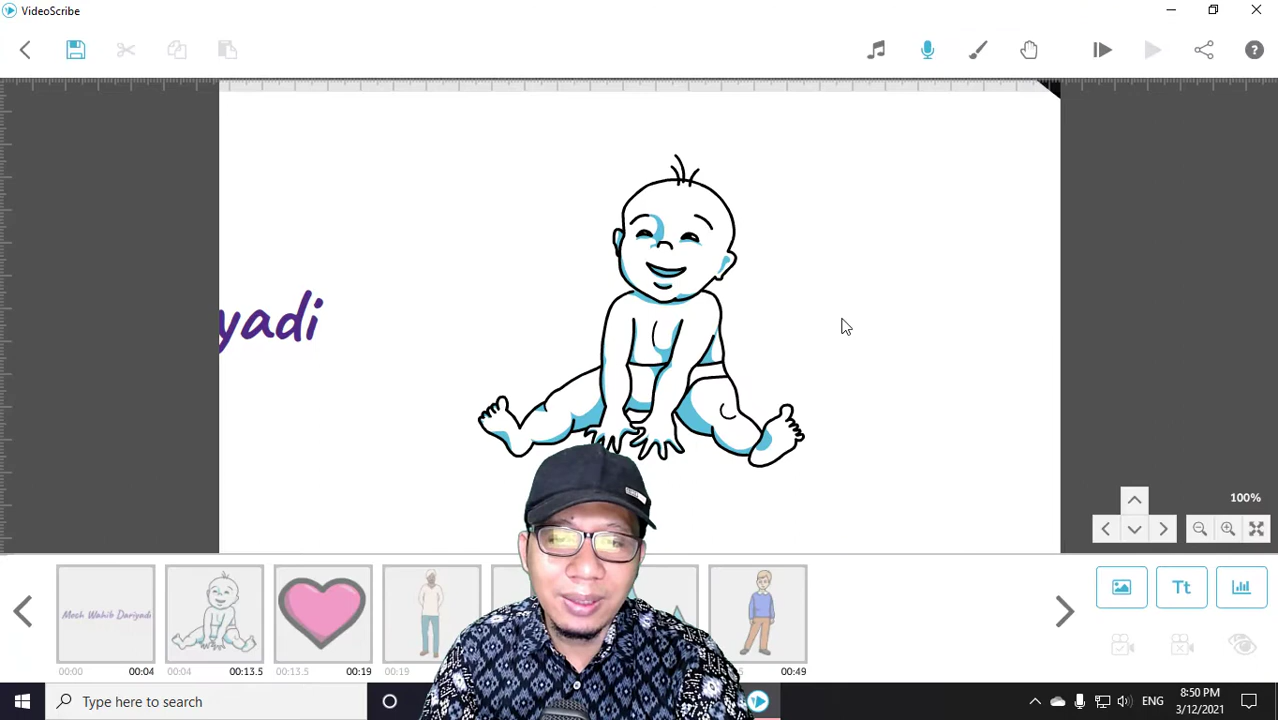 VideoScribe
yadi
100%
Moch Wahib Dariyadi
00:00
00:04
00:04
00:13.5
00:13.5
00:19
00:19
00:49
Tt
Type here to search
ENG
8:50 PM
3/12/2021